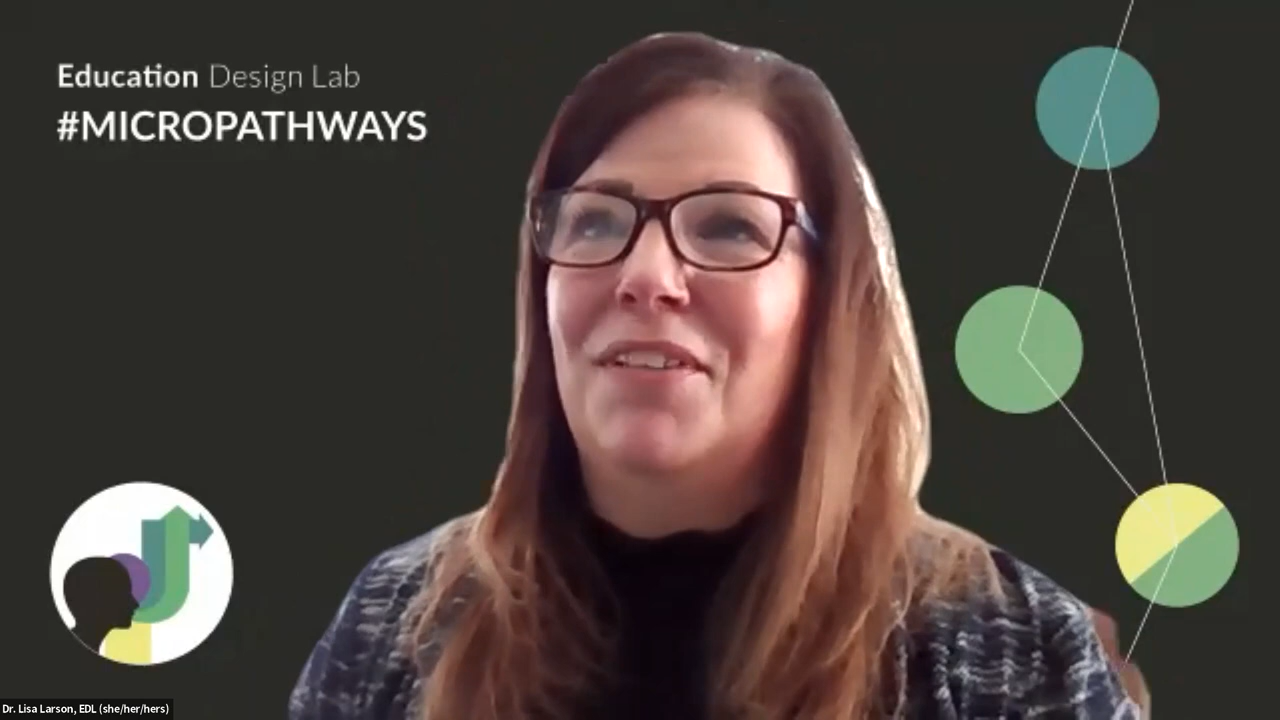 Education Design Lab
#MICROPATHWAYS
Dr. Lisa Larson, EDL (she/her/hers)